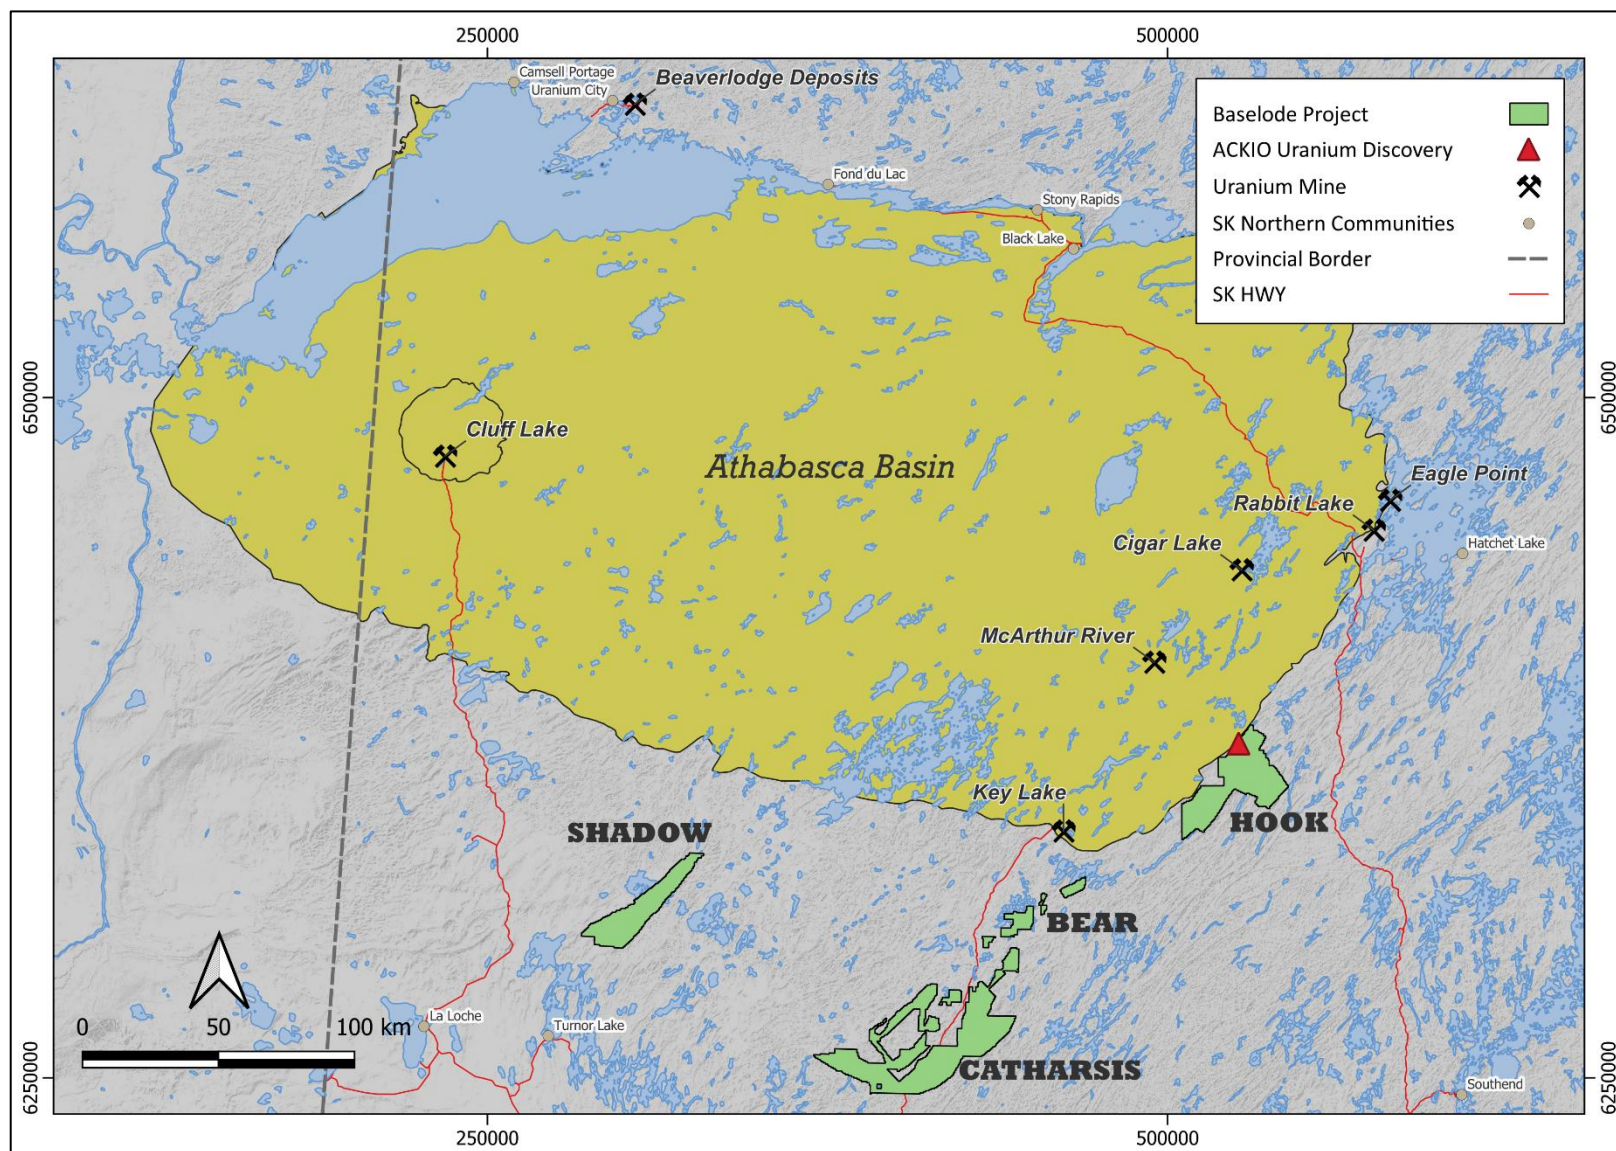 250000
500000
Camsell Portage
Uranium City
Beaverlodge Deposits
Baselode Project
ACKIO Uranium Discovery
Uranium Mine
SK Northern Communities
Provincial Border
SK HWY
Fond du Lac
Stony Rapids
Black Lake
6500000
6500000
Cluff Lake
Athabasca Basin
Eagle Point
Rabbit Lake
Hatchet Lake
Cigar Lake
McArthur River
Key Lake
SHADOW
HOOK
BEAR
La Loche
Turnor Lake
0
50
100 km
CATHARSIS
Southend
6250000
6250000
250000
500000